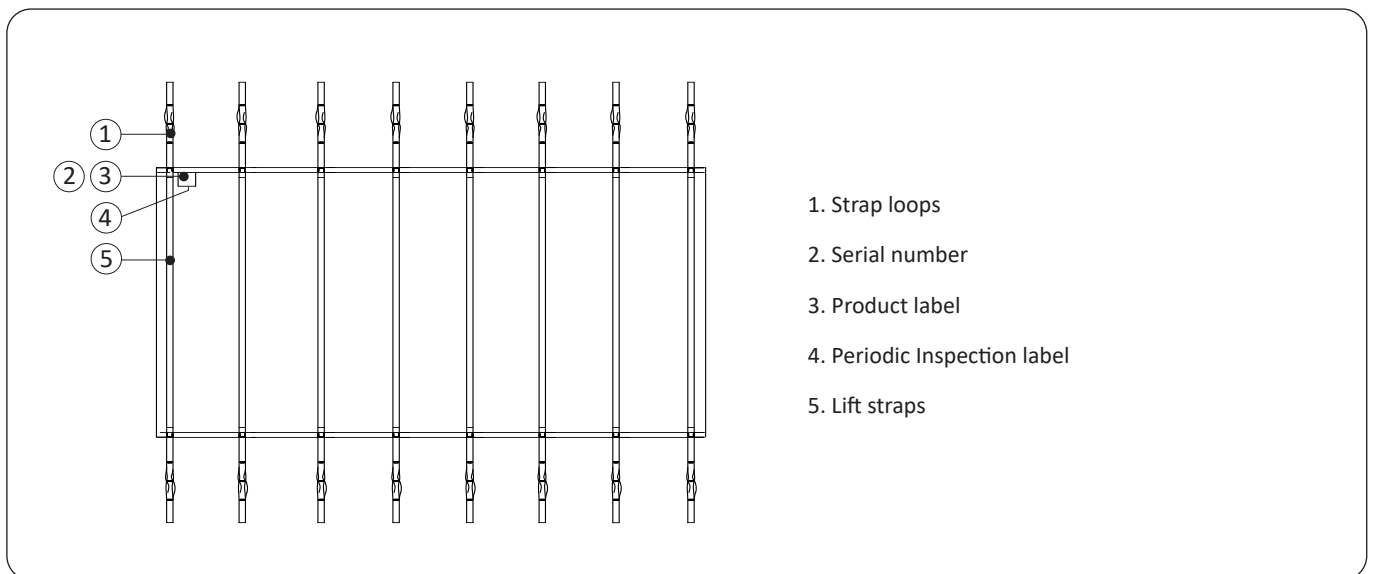 1
2 3
4
5
1. Strap loops
2. Serial number
3. Product label
4. Periodic Inspection label
5. Lift straps